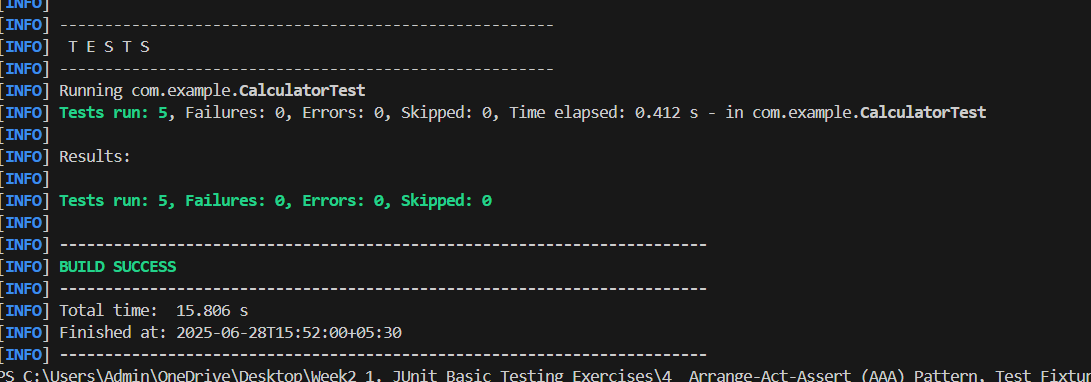 [INFO]
[INFO] -------------------------------------------------------
[INFO]  T E S T S
[INFO] -------------------------------------------------------
[INFO] Running com.example.CalculatorTest
[INFO] Tests run: 5, Failures: 0, Errors: 0, Skipped: 0, Time elapsed: 0.412 s - in com.example.CalculatorTest
[INFO]
[INFO] Results:
[INFO]
[INFO] Tests run: 5, Failures: 0, Errors: 0, Skipped: 0
[INFO]
[INFO] ------------------------------------------------------------------------
[INFO] BUILD SUCCESS
[INFO] ------------------------------------------------------------------------
[INFO] Total time:  15.806 s
[INFO] Finished at: 2025-06-28T15:52:00+05:30
[INFO] ------------------------------------------------------------------------
PS C:\Users\Admin\OneDrive\Desktop\Week2 1. JUnit Basic Testing Exercises\4  Arrange-Act-Assert (AAA) Pattern, Test Fixtu